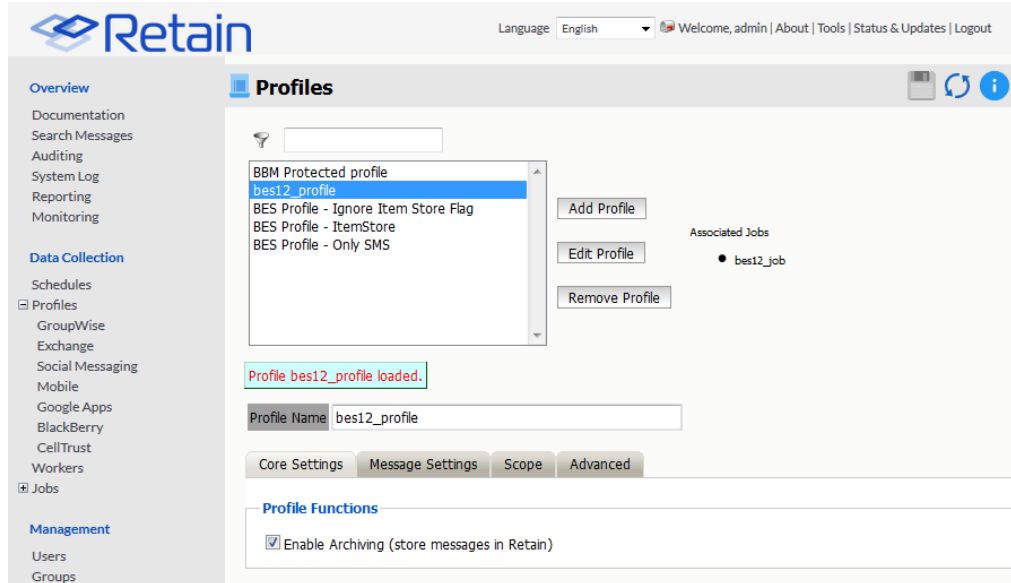 Retain
Language English Welcome, admin | About | Tools | Status & Updates | Logout
Overview
Documentation
Search Messages
Auditing
System Log
Reporting
Monitoring
Data Collection
Schedules
Profiles
GroupWise
Exchange
Social Messaging
Mobile
Google Apps
BlackBerry
CellTrust
Workers
Jobs
Management
Users
Groups
Profiles
BBM Protected profile
bes12_profile
BES Profile - Ignore Item Store Flag
BES Profile - ItemStore
BES Profile - Only SMS
Add Profile
Edit Profile
Remove Profile
Associated Jobs
bes12_job
Profile bes12_profile loaded.
Profile Name bes12_profile
Core Settings Message Settings Scope Advanced
Profile Functions
Enable Archiving (store messages in Retain)